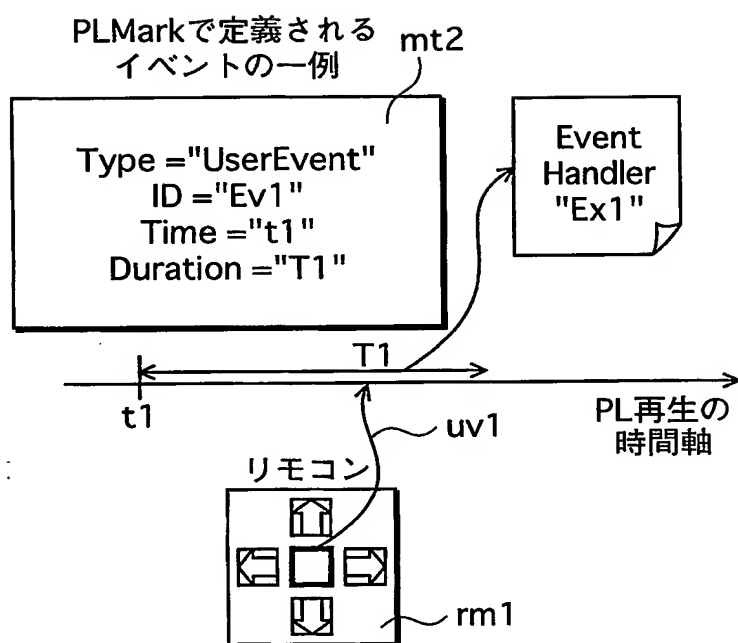 PLMarkで定義される
イベントの一例
mt2
Type ="UserEvent"
ID ="Ev1"
Time ="t1"
Duration ="T1"
Event
Handler
"Ex1"
T1
t1
PL再生の
時間軸
uv1
リモコン
rm1